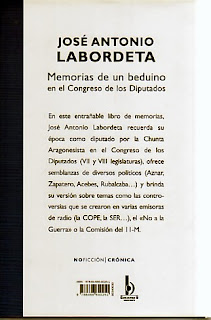 JOSÉ ANTONIO
LABORDETA
Memorias de un beduino
en el Congreso de los Diputados
En este entrañable libro de memorias,
José Antonio Labordeta recuerda su
época como diputado por la Chunta
Aragonesista en el Congreso de los
Diputados (VII y VIII legislaturas), ofrece
semblanzas de diversos políticos (Aznar,
Zapatero, Acebes, Rubalcaba...) y brinda
su versión sobre temas como las contro-
versias que se crearon en varias emisoras
de radio (la COPE, la SER...), el «No a la
Guerra» o la Comisión del 11-M.
NOFICCIÓN|CRÓNICA